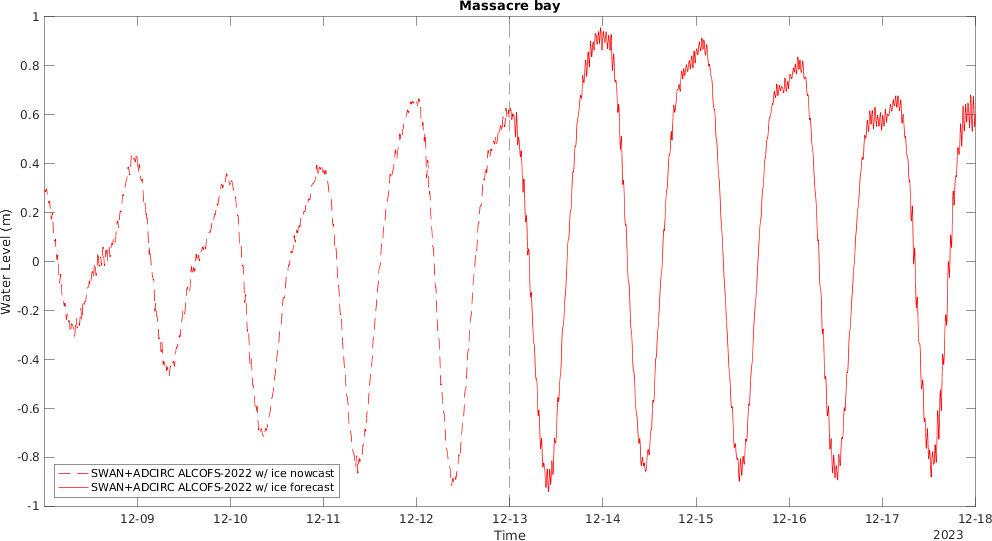 Massacre bay
Water Level (m)
1
0.8
0.6
0.4
0.2
0
-0.2
-0.4
-0.6
-0.8
-1
SWAN+ADCIRC ALCOFS-2022 w/ ice nowcast
SWAN+ADCIRC ALCOFS-2022 w/ ice forecast
12-09 12-10 12-11 12-12 12-13 12-14 12-15 12-16 12-17 12-18
Time
2023